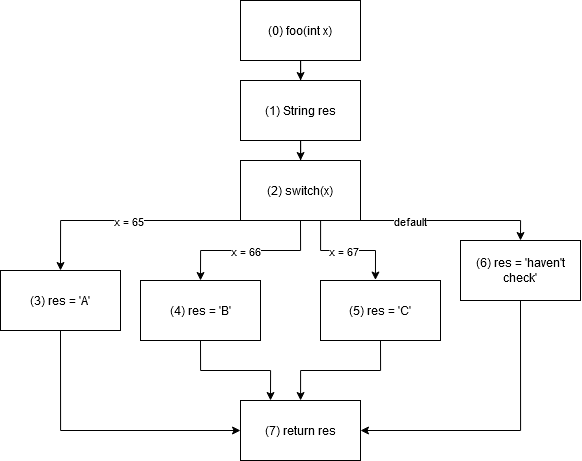 (0) foo(int x)
(1) String res
(2) switch(x)
x = 65
default
x = 66
x = 67
(6) res = 'haven't
check'
(3) res = 'A'
(4) res = 'B'
(5) res = 'C'
(7) return res